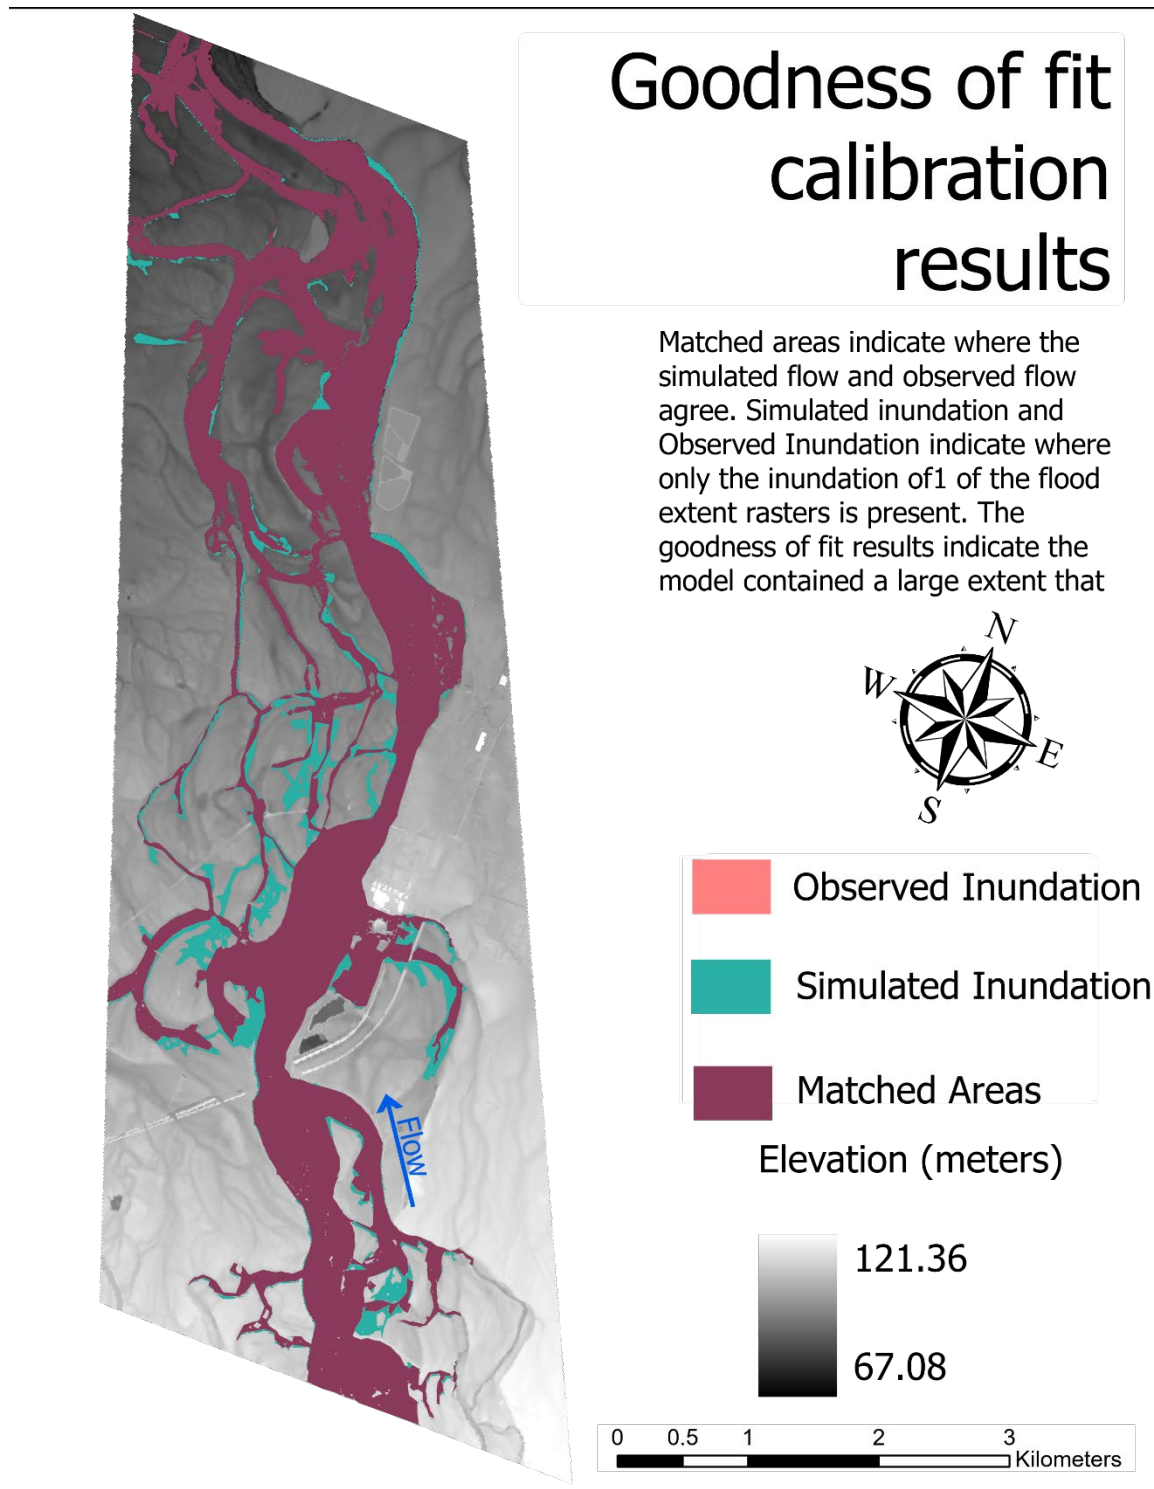 Goodness of fit
calibration
results
Matched areas indicate where the
simulated flow and observed flow
agree. Simulated inundation and
Observed Inundation indicate where
only the inundation of1 of the flood
extent rasters is present. The
goodness of fit results indicate the
model contained a large extent that
N
W
E
S
Observed Inundation
Simulated Inundation
Matched Areas
Flow
Elevation (meters)
121.36
67.08
0 0.5 1 2 3
Kilometers